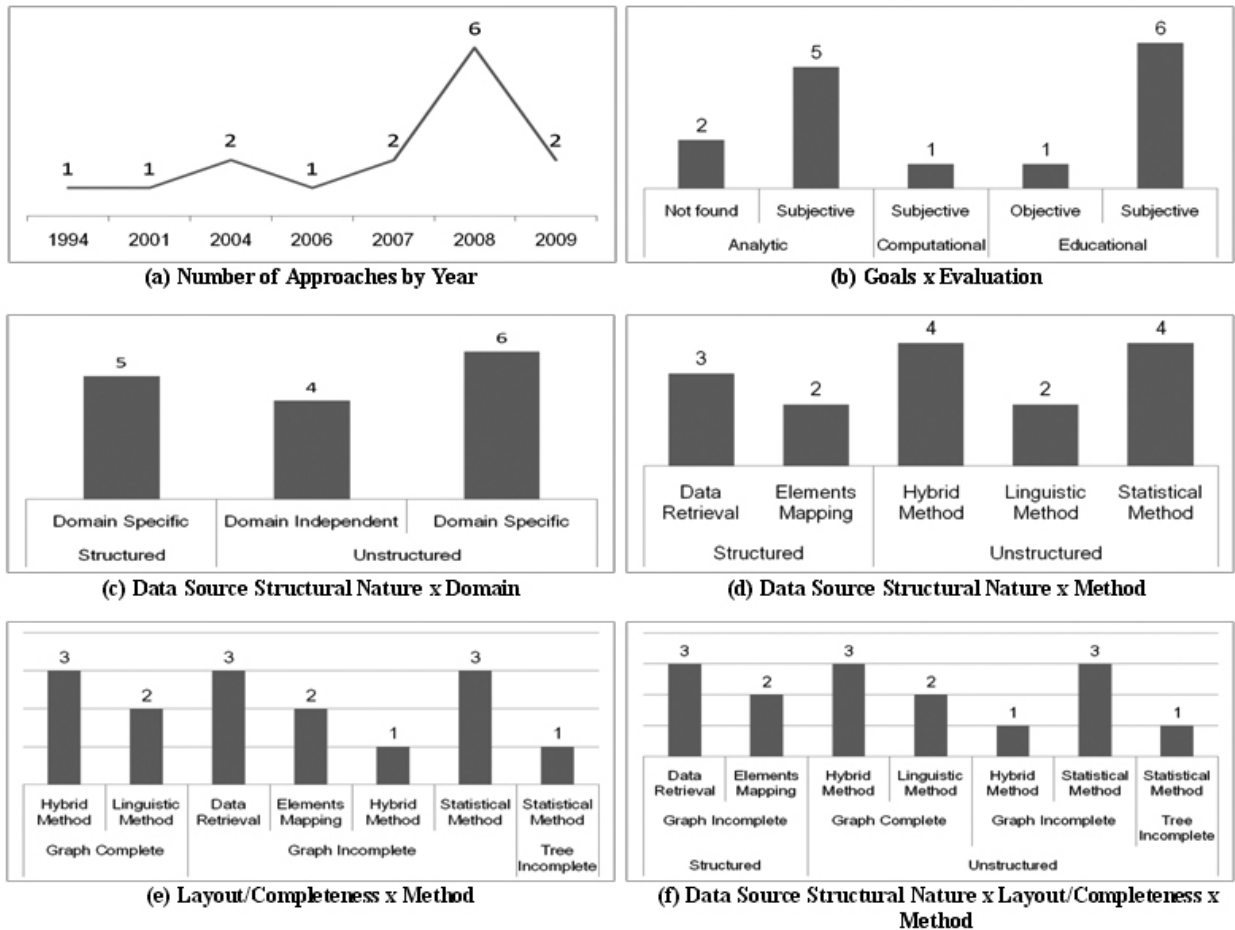 1 1 2 1 2 6 2
1994 2001 2004 2006 2007 2008 2009
(a) Number of Approaches by Year
2 5 1 1 6
Not found Subjective Subjective Objective Subjective
Analytic Computational Educational
(b) Goals x Evaluation
5 4 6
Domain Specific Domain Independent Domain Specific
Structured Unstructured
(c) Data Source Structural Nature x Domain
3 2 4 2 4
Data Elements Hybrid Linguistic Statistical
Retrieval Mapping Method Method Method
Structured Unstructured
(d) Data Source Structural Nature x Method
3 2 3 2 1 3 1
Hybrid Linguistic Data Elements Hybrid Statistical Statistical
Method Method Retrieval Mapping Method Method Method
Graph Complete Graph Incomplete Tree
Incomplete
(e) Layout/Completeness x Method
3 2 3 2 1 3 1
Data Elements Hybrid Linguistic Hybrid Statistical Statistical
Retrieval Mapping Method Method Method Method Method
Graph Incomplete Graph Complete Graph Incomplete Tree
Incomplete
Structured Unstructured
(f) Data Source Structural Nature x Layout/Completeness x
Method